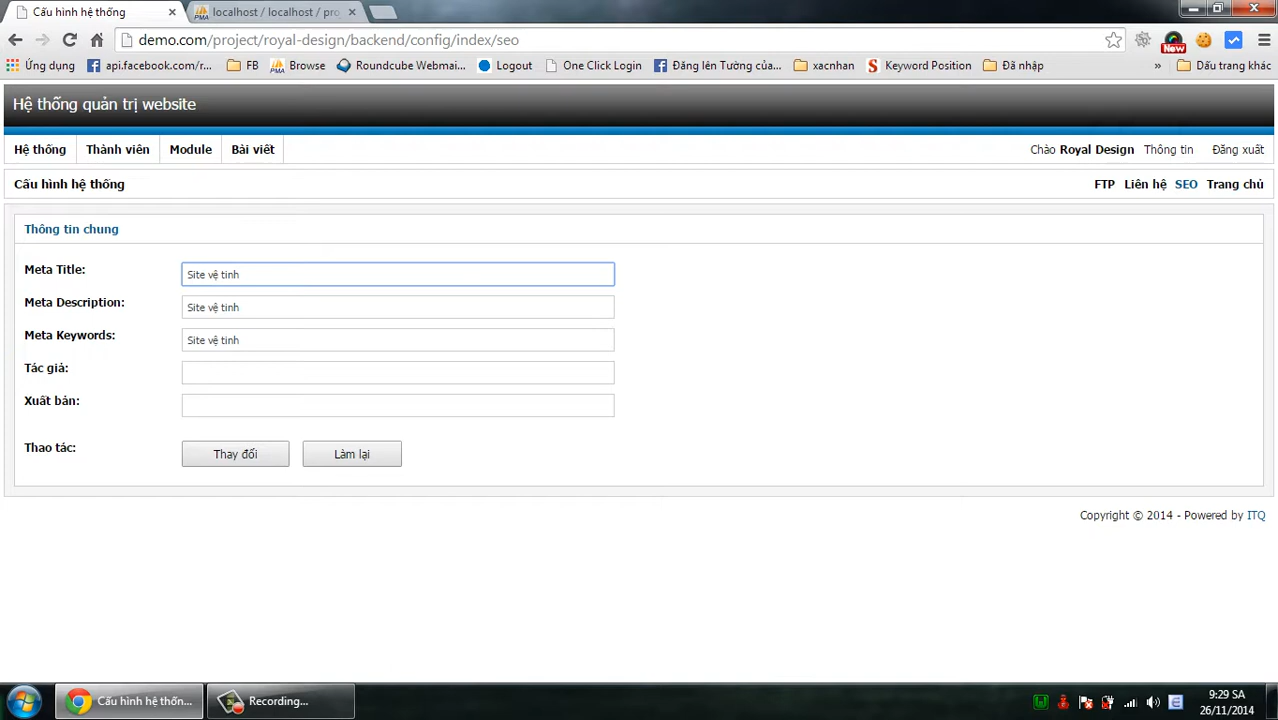 Cấu hình hệ thống
localhost / localhost / pro
demo.com/project/royal-design/backend/config/index/seo
Ứng dụng
api.facebook.com/r...
FB
Browse
Roundcube Webmai...
Logout
One Click Login
Đăng lên Tường của...
xacnhan
Keyword Position
Đã nhập
»
Dấu trang khác
New
Hệ thống quản trị website
Hệ thống Thành viên Module Bài viết Chào Royal Design Thông tin Đăng xuất
Cấu hình hệ thống FTP Liên hệ SEO Trang chủ
Thông tin chung
Meta Title: Site vệ tinh
Meta Description: Site vệ tinh
Meta Keywords: Site vệ tinh
Tác giả:
Xuất bản:
Thao tác: Thay đổi Làm lại
Copyright © 2014 - Powered by ITQ
Cấu hình hệ thốn...
Recording...
9:29 SA
26/11/2014